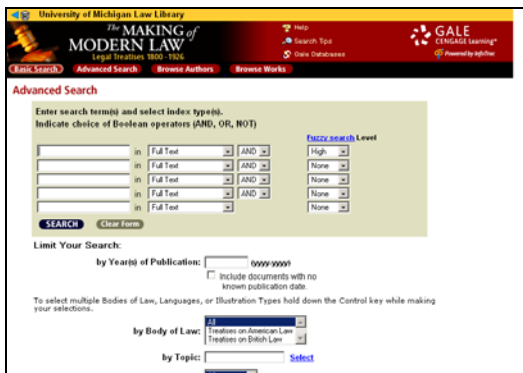 University of Michigan Law Library
The MAKING of
MODERN LAW
Legal Treatises 1800 - 1926
Help
Search Tips
Gale Databases
GALE
CENGAGE Learning
Powered by InfoTrac
Basic Search Advanced Search Browse Authors Browse Works
Advanced Search
Enter search term(s) and select index type(s).
Indicate choice of Boolean operators (AND, OR, NOT)
Fuzzy search Level
in Full Text AND High
in Full Text AND None
in Full Text AND None
in Full Text AND None
in Full Text None
SEARCH Clear Form
Limit Your Search:
by Year(s) of Publication: (yyyy-yyyy)
Include documents with no
known publication date.
To select multiple Bodies of Law, Languages, or Illustration Types hold down the Control key while making
your selections.
by Body of Law: All
Treatises on American Law
Treatises on British Law
by Topic: Select